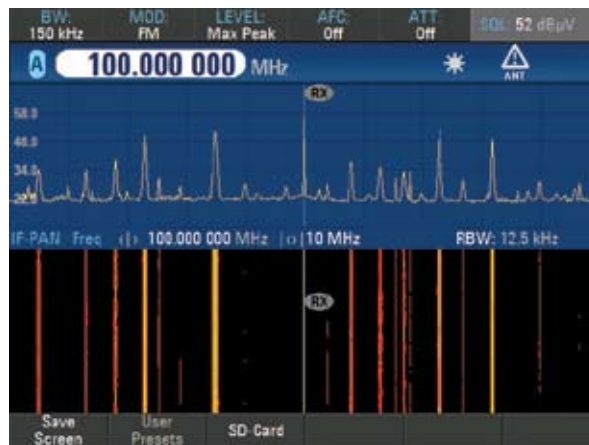 BW: MOD: LEVEL: AFC: ATT:
150 kHz FM Max Peak Off Off SQL: 52 dBµV
A 100.000 000 MHz ANT
RX
58.0
46.0
34.0
IF-PAN Freq 100.000 000 MHz 10 MHz RBW: 12.5 kHz
RX
Save User SD-Card
Screen Presets